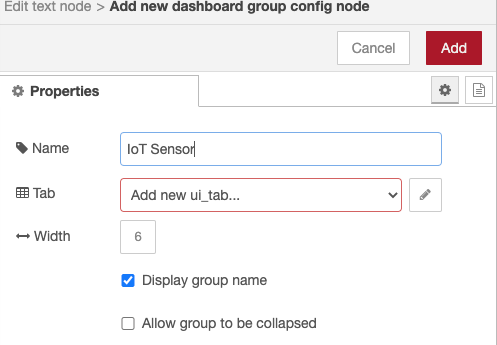 Edit text node > Add new dashboard group config node
Cancel Add
Properties
Name IoT Sensor
Tab Add new ui_tab...
Width 6
Display group name
Allow group to be collapsed